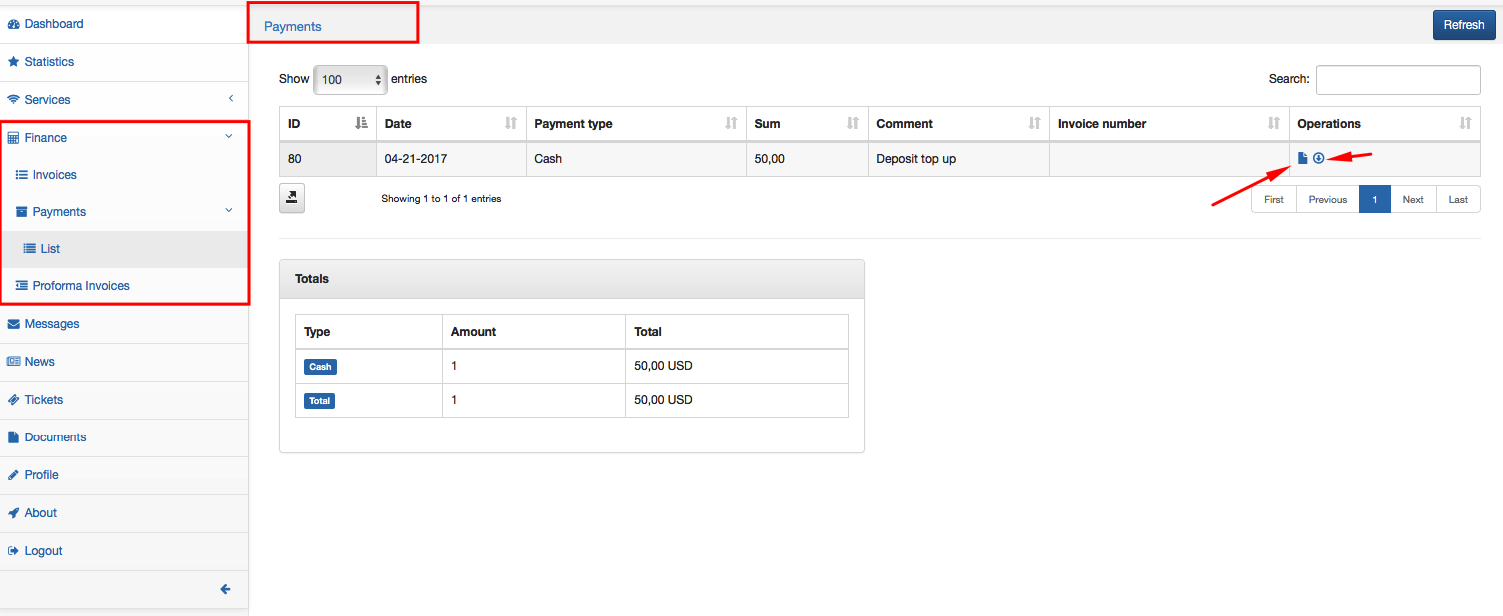 Dashboard
Statistics
Services
Finance
Invoices
Payments
List
Proforma Invoices
Messages
News
Tickets
Documents
Profile
About
Logout
Payments
Refresh
Show 100 entries
Search:
ID Date Payment type Sum Comment Invoice number Operations
80 04-21-2017 Cash 50,00 Deposit top up
Showing 1 to 1 of 1 entries
First Previous 1 Next Last
Totals
Type Amount Total
Cash 1 50,00 USD
Total 1 50,00 USD